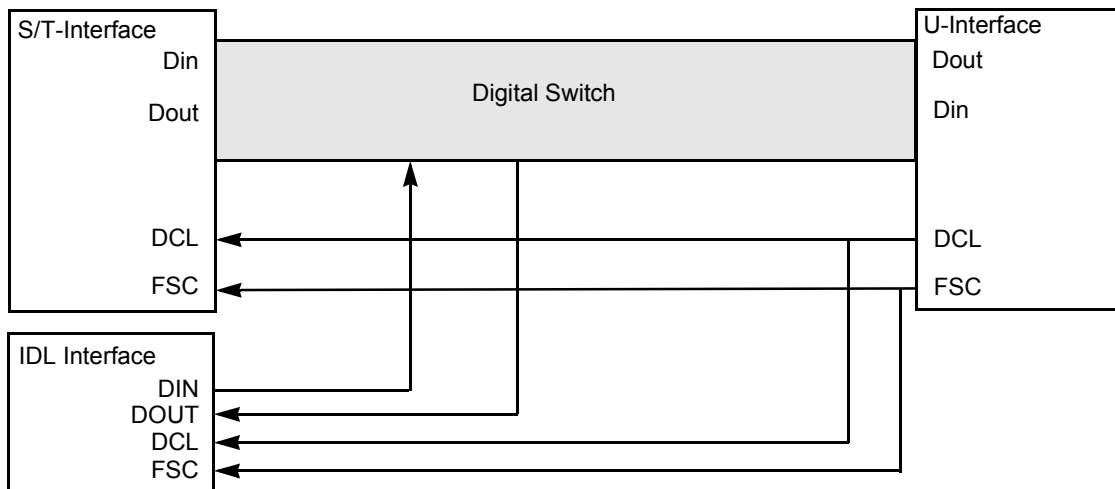 S/T-Interface
Din
Dout
DCL
FSC
Digital Switch
U-Interface
Dout
Din
DCL
FSC
IDL Interface
DIN
DOUT
DCL
FSC